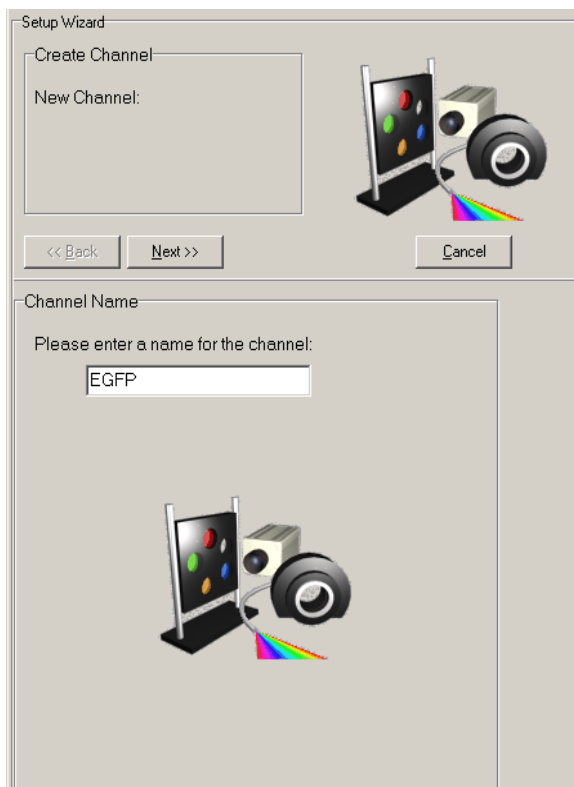 Setup Wizard
Create Channel
New Channel:
<< Back
Next >>
Cancel
Channel Name
Please enter a name for the channel:
EGFP